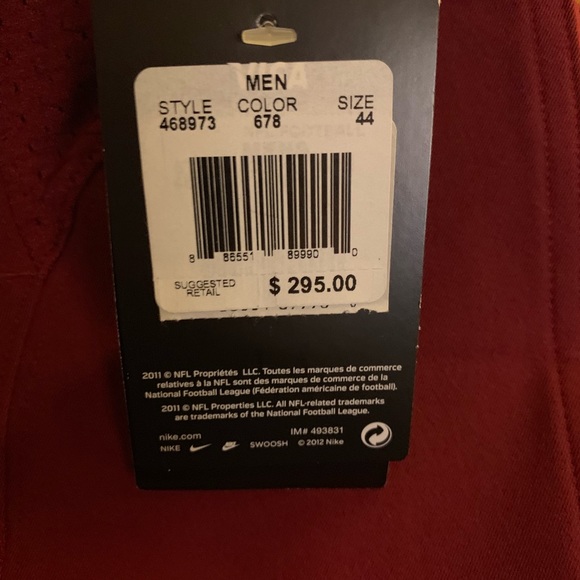 MEN
STYLE COLOR SIZE
468973 678 44
8 86551 89990 0
SUGGESTED RETAIL $ 295.00
2011 © NFL Propriétés LLC. Toutes les marques de commerce
relatives à la NFL sont des marques de commerce de la
National Football League (Fédération américaine de football).
2011 © NFL Properties LLC. All NFL-related trademarks
are trademarks of the National Football League.
nike.com IM# 493831
NIKE SWOOSH © 2012 Nike